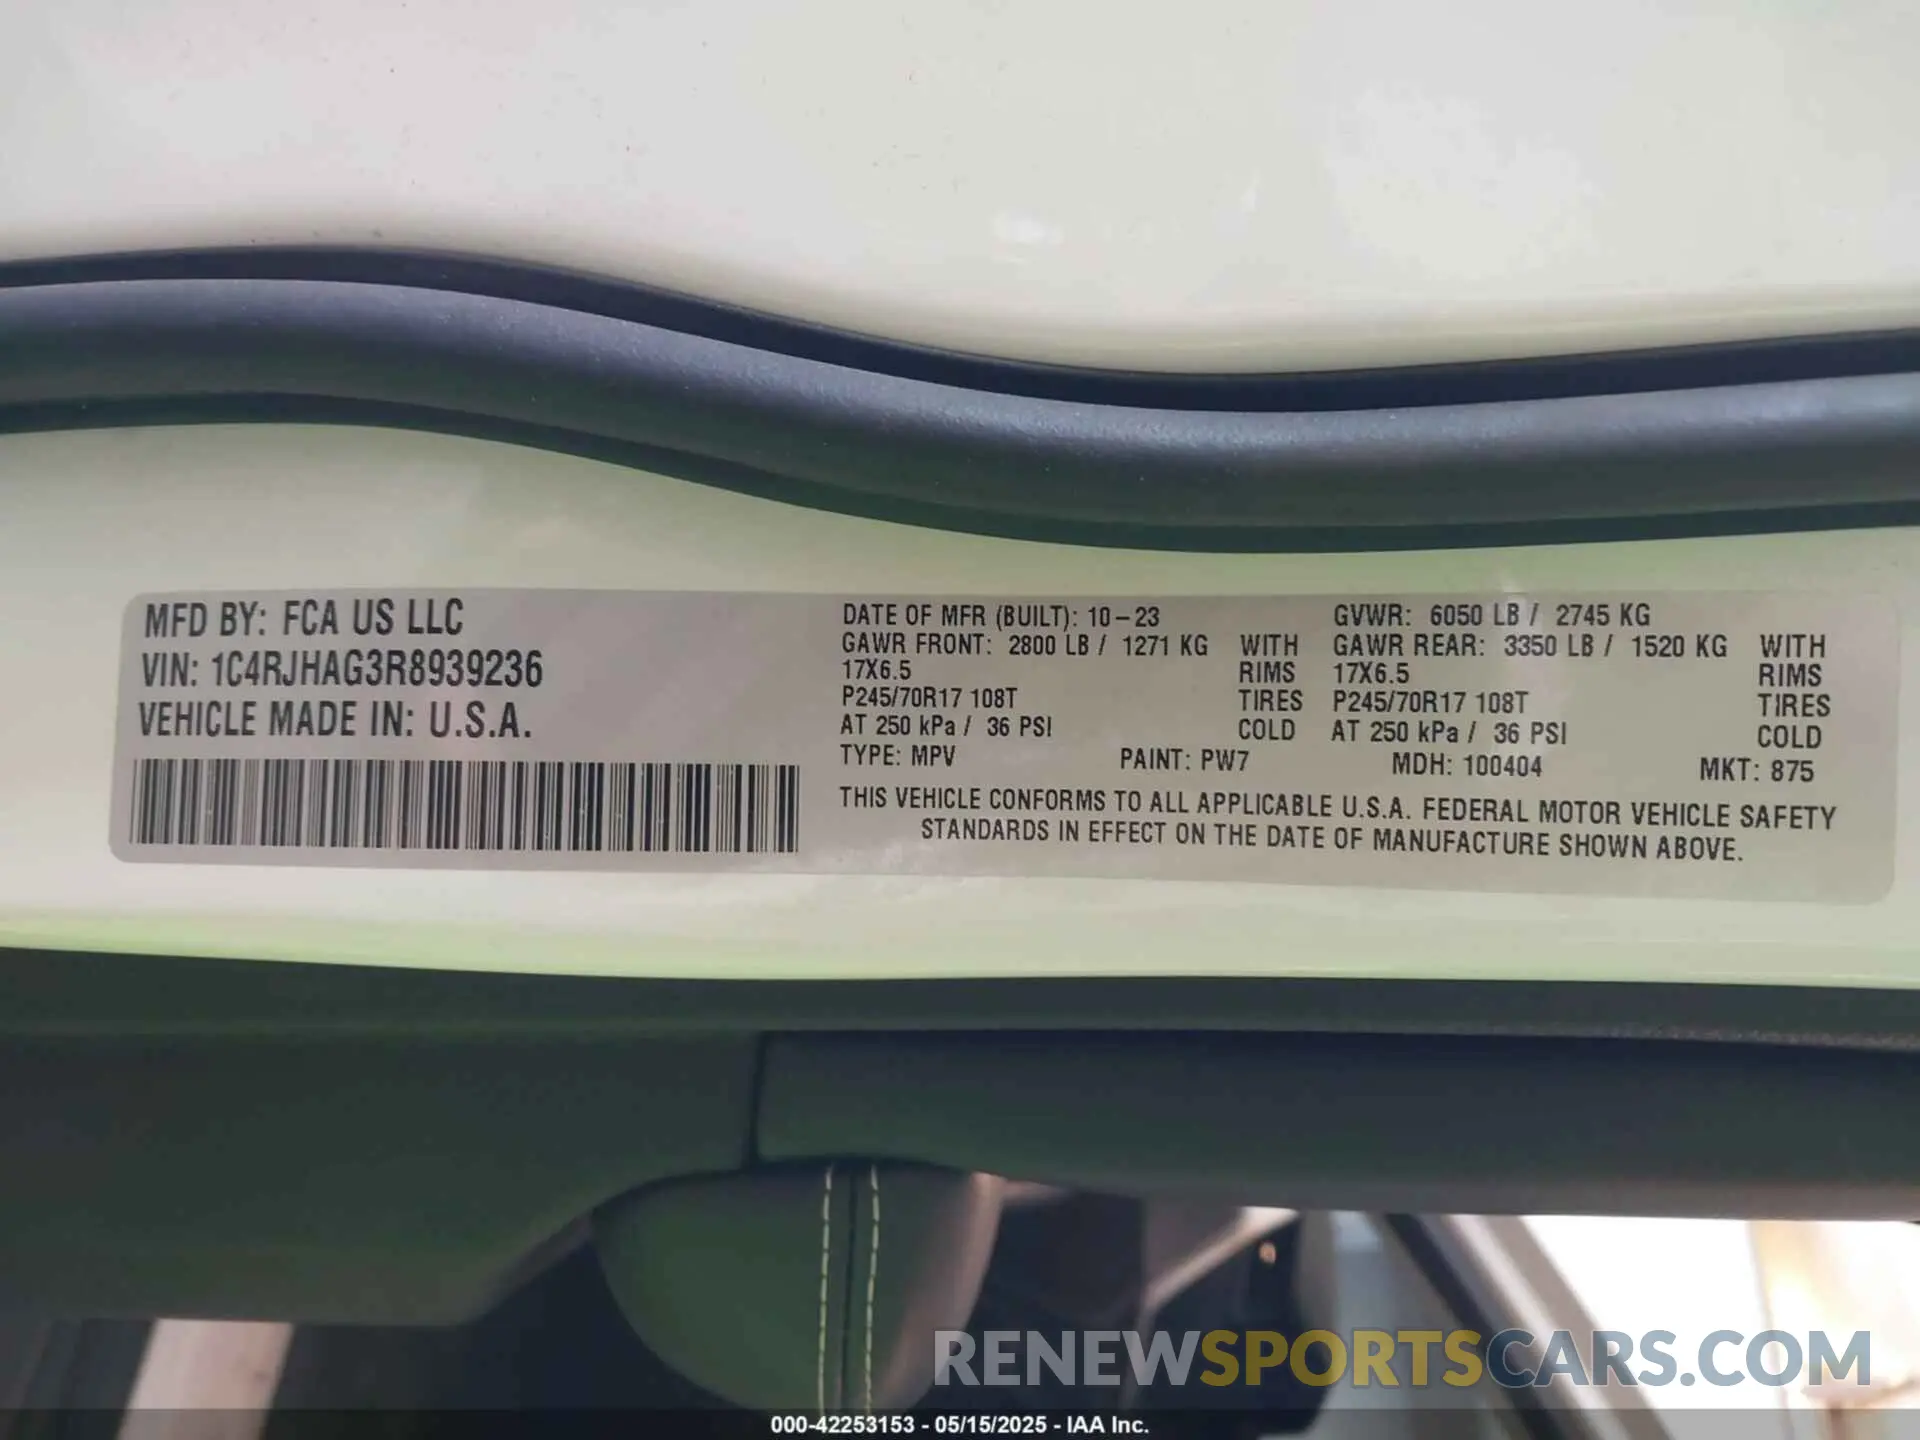 MFD BY: FCA US LLC
VIN: 1C4RJHAG3R8939236
VEHICLE MADE IN: U.S.A.
DATE OF MFR (BUILT): 10-23 GVWR: 6050 LB / 2745 KG
GAWR FRONT: 2800 LB / 1271 KG WITH GAWR REAR: 3350 LB / 1520 KG WITH
17X6.5 RIMS 17X6.5 RIMS
P245/70R17 108T TIRES P245/70R17 108T TIRES
AT 250 kPa / 36 PSI COLD AT 250 kPa / 36 PSI COLD
TYPE: MPV PAINT: PW7 MDH: 100404 MKT: 875
THIS VEHICLE CONFORMS TO ALL APPLICABLE U.S.A. FEDERAL MOTOR VEHICLE SAFETY
STANDARDS IN EFFECT ON THE DATE OF MANUFACTURE SHOWN ABOVE.
RENEWSPORTSCARS.COM
000-42253153 - 05/15/2025 - IAA Inc.